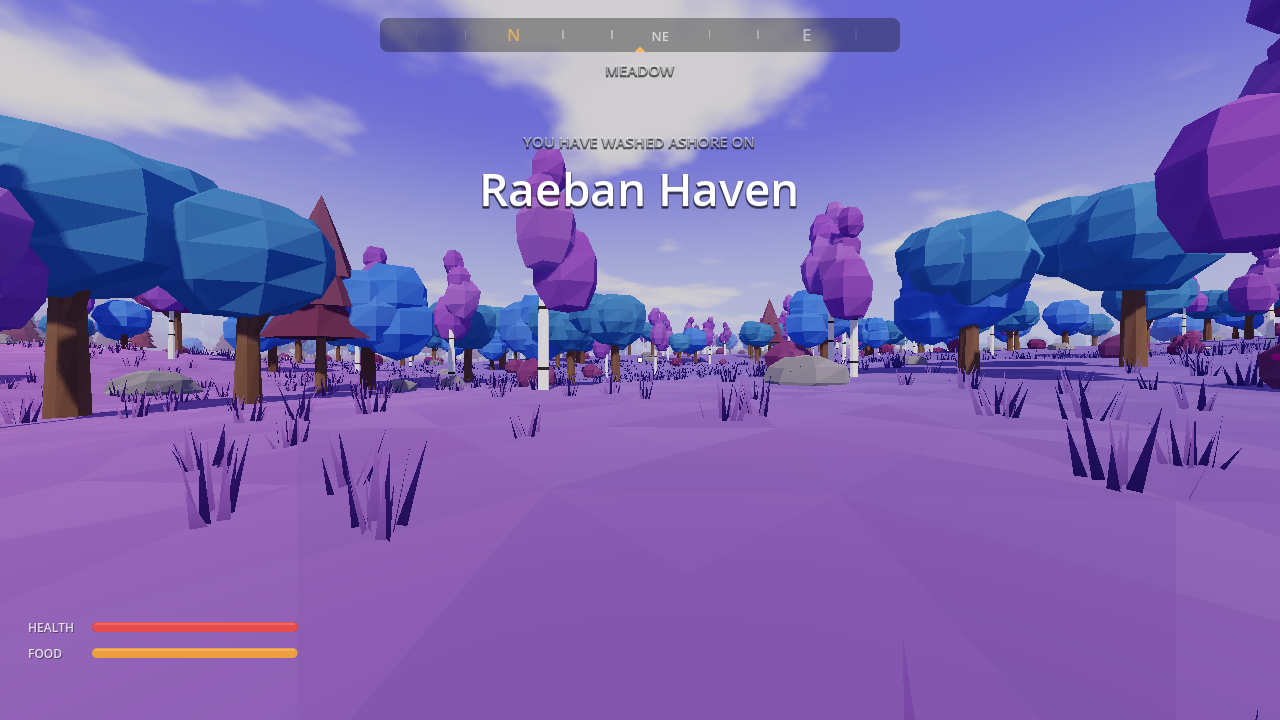 N NE E
MEADOW
YOU HAVE WASHED ASHORE ON
Raeban Haven
HEALTH
FOOD